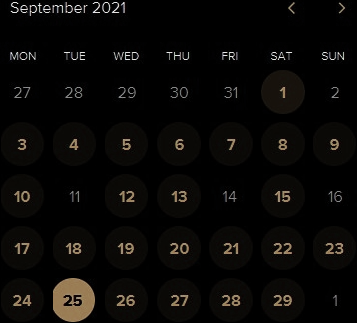 September 2021
MON TUE WED THU FRI SAT SUN
27 28 29 30 31 1 2
3 4 5 6 7 8 9
10 11 12 13 14 15 16
17 18 19 20 21 22 23
24 25 26 27 28 29 1